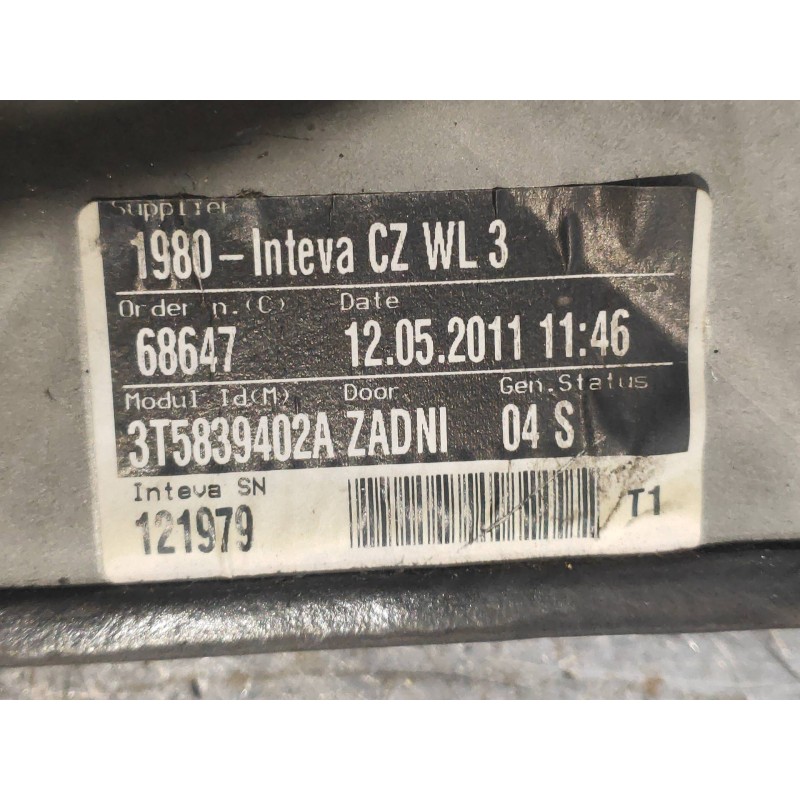 Supplier
1980-Inteva CZ WL 3
Order n.(C) Date
68647 12.05.2011 11:46
Modul Id(M) Door Gen.Status
3T5839402A ZADNI 04 S
Inteva SN
121979 T1